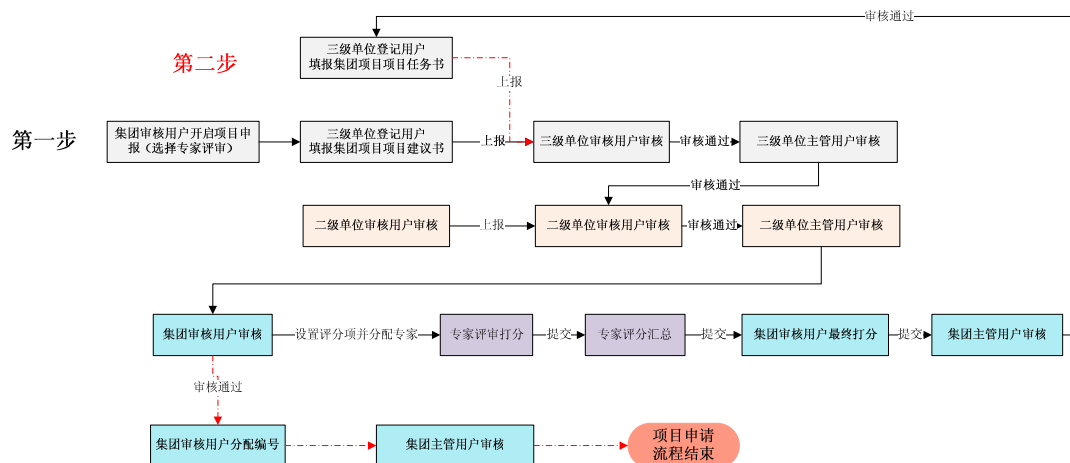 审核通过
三级单位登记用户
填报集团项目项目任务书
第二步
上报
第一步
集团审核用户开启项目申
报（选择专家评审）
三级单位登记用户
填报集团项目项目建议书
上报
三级单位审核用户审核
审核通过
三级单位主管用户审核
审核通过
二级单位审核用户审核
上报
二级单位审核用户审核
审核通过
二级单位主管用户审核
集团审核用户审核
设置评分项并分配专家
专家评审打分
提交
专家评分汇总
提交
集团审核用户最终打分
提交
集团主管用户审核
审核通过
集团审核用户分配编号
集团主管用户审核
项目申请
流程结束